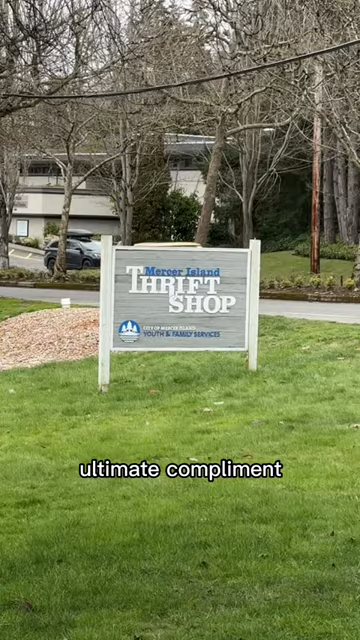 Mercer Island
THRIFT
SHOP
CITY OF MERCER ISLAND
YOUTH & FAMILY SERVICES
ultimate compliment